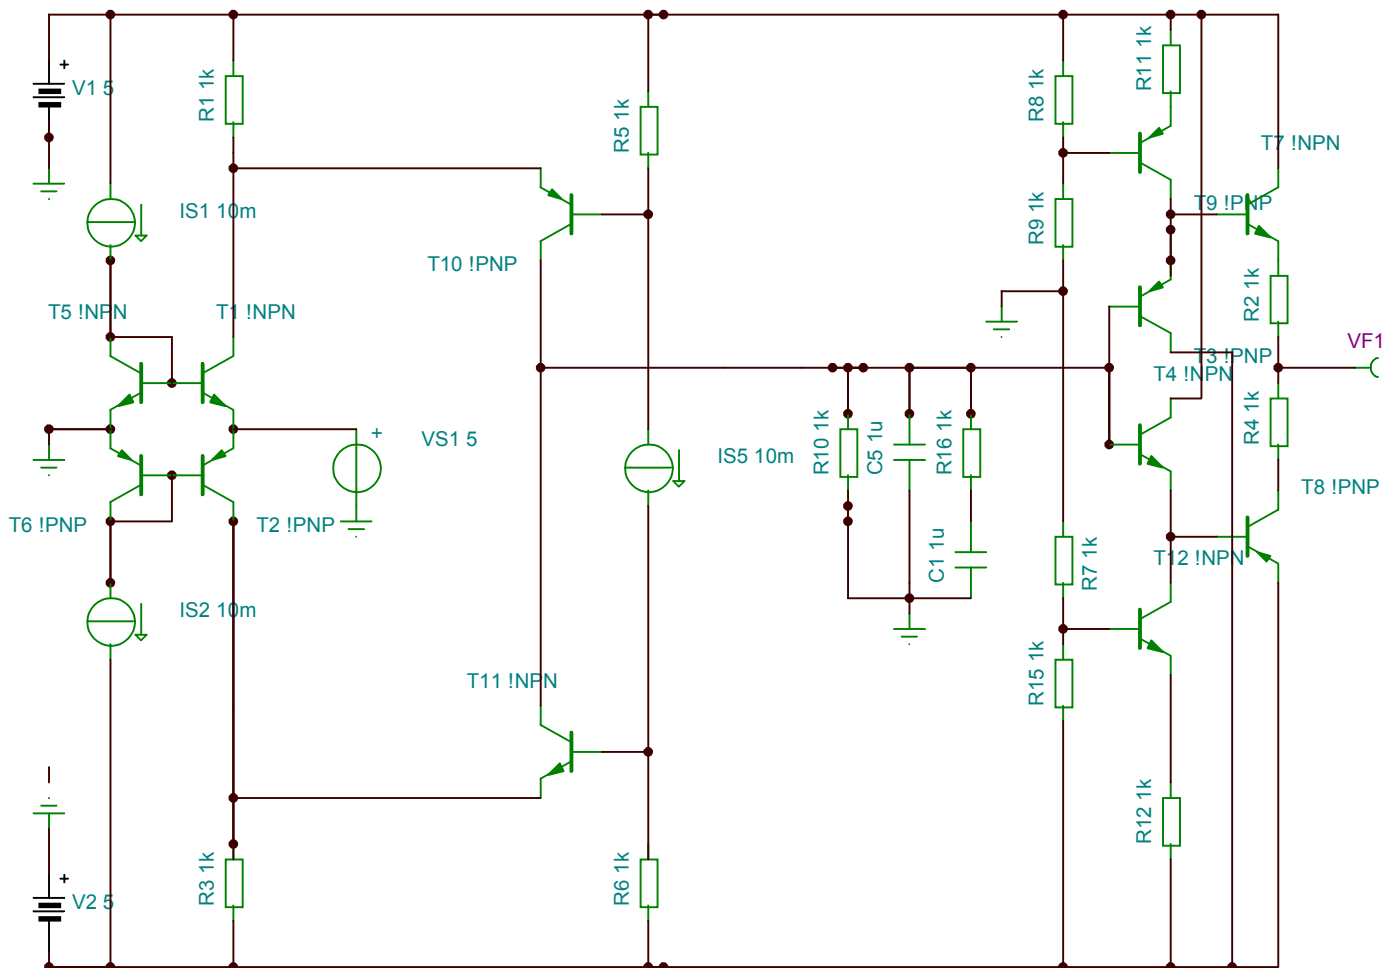 +
V1 5
R1 1k
R5 1k
R8 1k
R11 1k
T7 !NPN
IS1 10m
T9 !PNP
R9 1k
T10 !PNP
R2 1k
T5 !NPN
T1 !NPN
VF1
T3 !PNP
T4 !NPN
+
VS1 5
IS5 10m
R10 1k
C5 1u
R16 1k
R4 1k
T8 !PNP
T6 !PNP
T2 !PNP
C1 1u
R7 1k
T12 !NPN
IS2 10m
T11 !NPN
R15 1k
R12 1k
+
V2 5
R3 1k
R6 1k